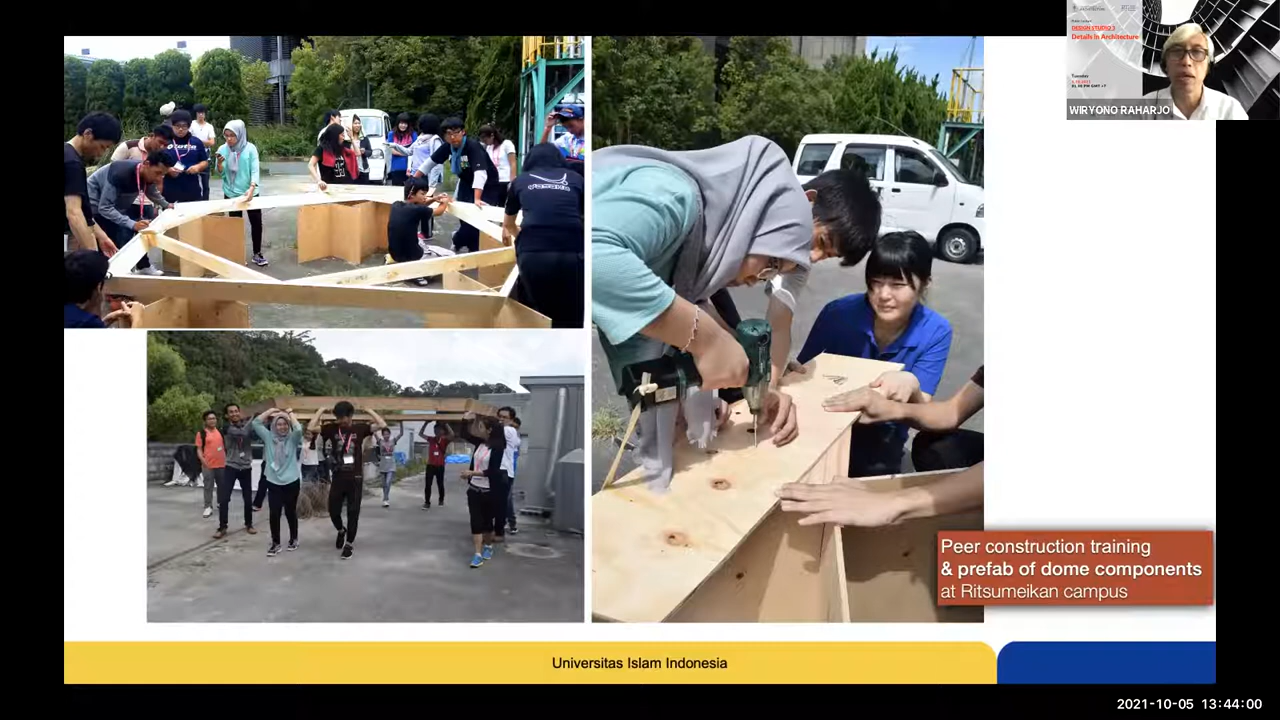 DESIGN STUDIO 3
Details in Architecture
Tuesday
WIRYONO RAHARJO
Peer construction training
& prefab of dome components
at Ritsumeikan campus
Universitas Islam Indonesia
2021-10-05 13:44:00